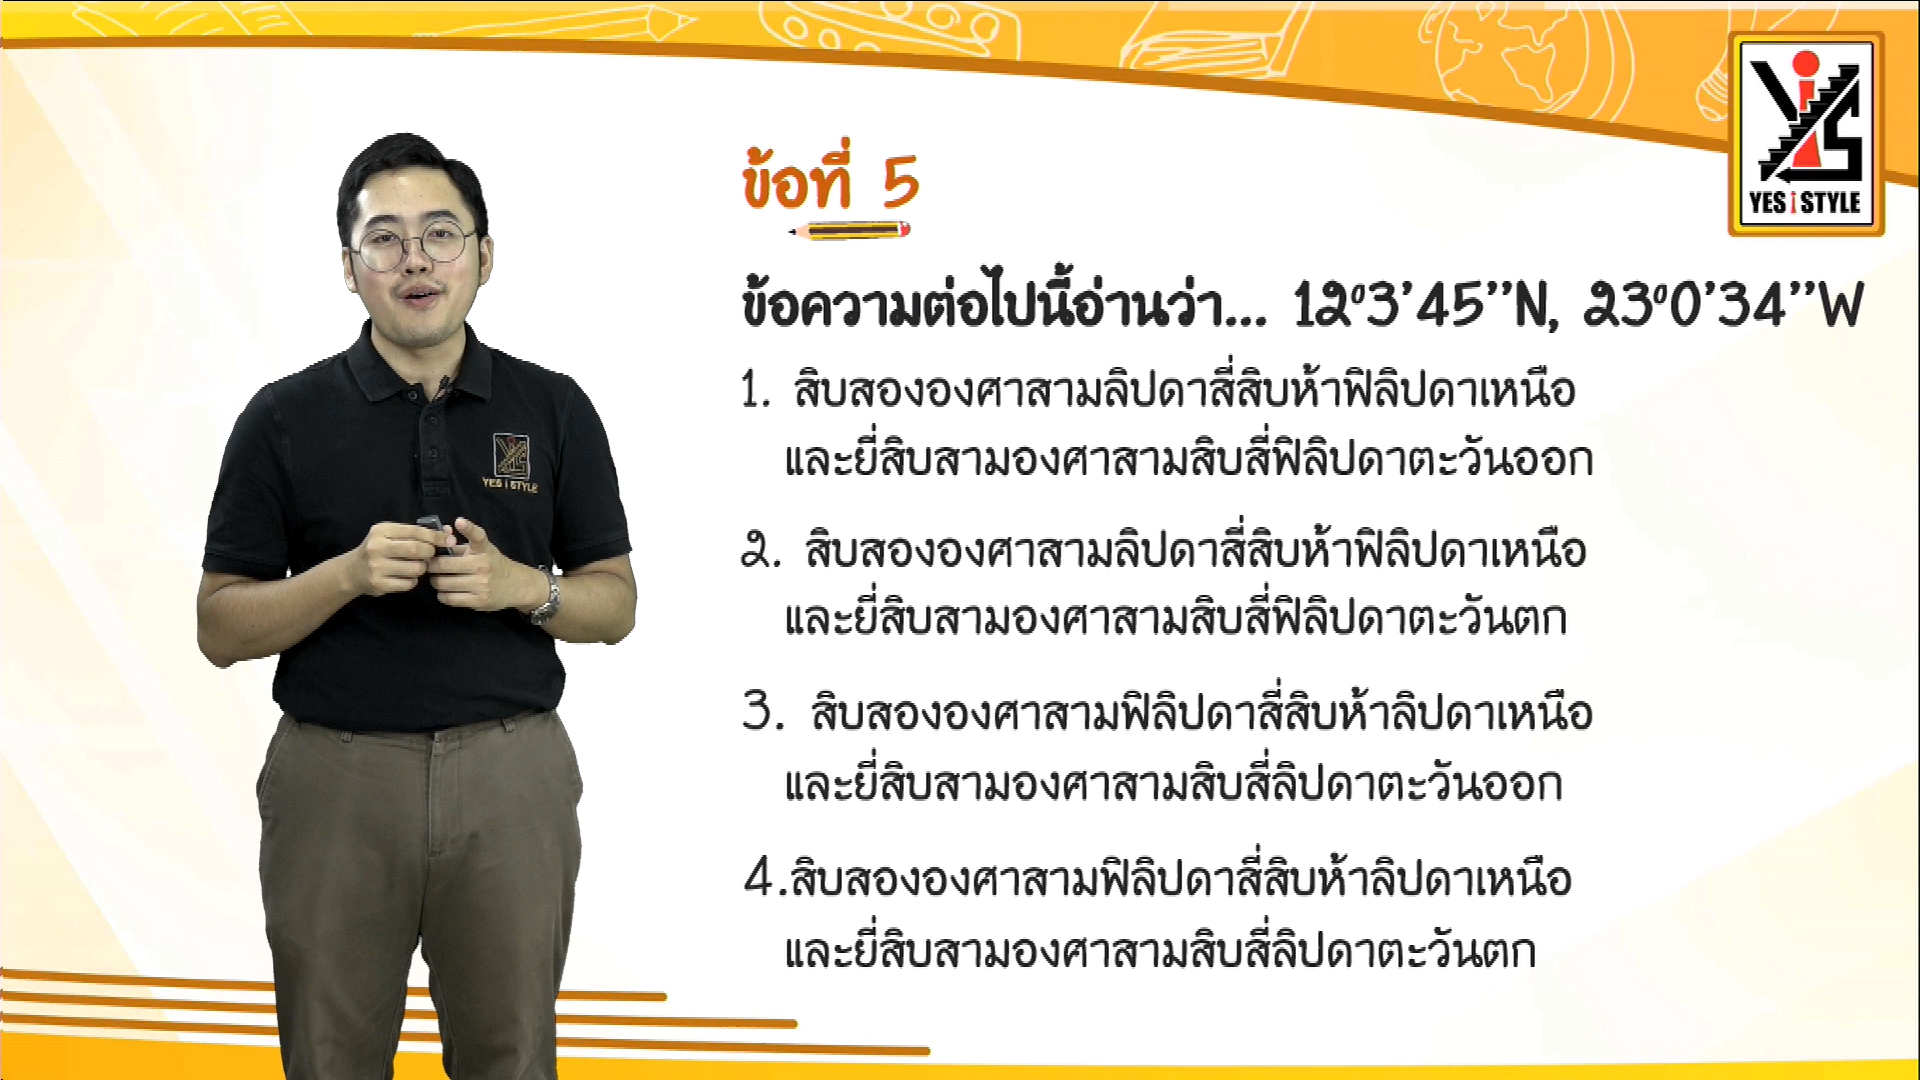 YES i STYLE
ข้อที่ 5
ข้อความต่อไปนี้อ่านว่า... 12⁰3’45’’N, 23⁰0’34’’W
1. สิบสององศาสามลิปดาสี่สิบห้าฟิลิปดาเหนือ
และยี่สิบสามองศาสามสิบสี่ฟิลิปดาตะวันออก
2. สิบสององศาสามลิปดาสี่สิบห้าฟิลิปดาเหนือ
และยี่สิบสามองศาสามสิบสี่ฟิลิปดาตะวันตก
3. สิบสององศาสามฟิลิปดาสี่สิบห้าลิปดาเหนือ
และยี่สิบสามองศาสามสิบสี่ลิปดาตะวันออก
4.สิบสององศาสามฟิลิปดาสี่สิบห้าลิปดาเหนือ
และยี่สิบสามองศาสามสิบสี่ลิปดาตะวันตก
YES i STYLE